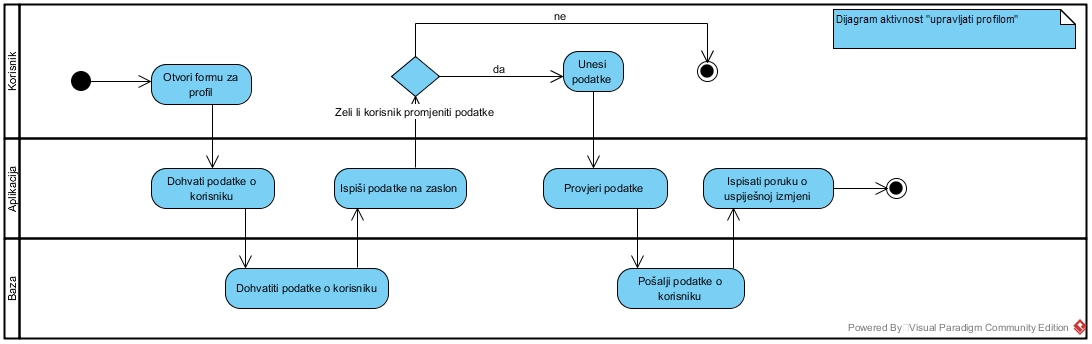 Korisnik
Dijagram aktivnost "upravljati profilom"
ne
Otvori formu za
profil
da
Unesi
podatke
Zeli li korisnik promjeniti podatke
Aplikacija
Dohvati podatke o
korisniku
Ispiši podatke na zaslon
Provjeri podatke
Ispisati poruku o
uspiješnoj izmjeni
Baza
Dohvatiti podatke o korisniku
Pošalji podatke o
korisniku
Powered By Visual Paradigm Community Edition